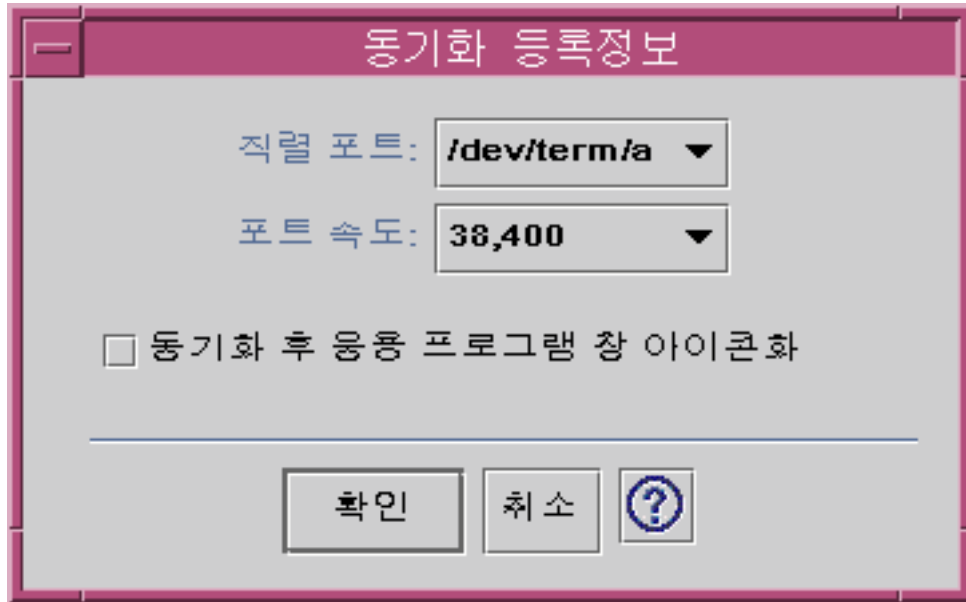 동기화 등록정보
직렬 포트: /dev/term/a
포트 속도: 38,400
동기화 후 응용 프로그램 창 아이콘화
확인 취소 ?